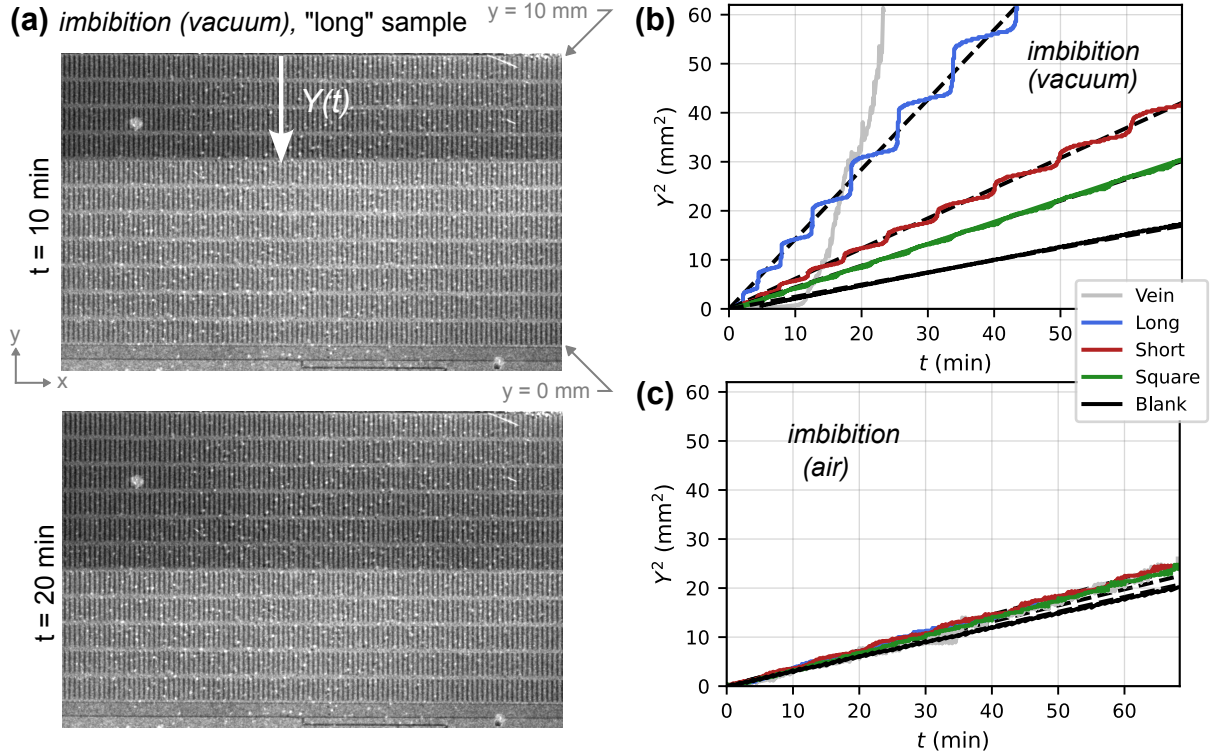 (a) imbibition (vacuum), "long" sample
y = 10 mm
Y(t)
t = 10 min
y
x
y = 0 mm
t = 20 min
(b)
imbibition
(vacuum)
Y² (mm²)
60
50
40
30
20
10
0
0 10 20 30 40
t (min)
Vein
Long
Short
Square
Blank
(c)
imbibition
(air)
Y² (mm²)
60
50
40
30
20
10
0
0 10 20 30 40 50 60
t (min)